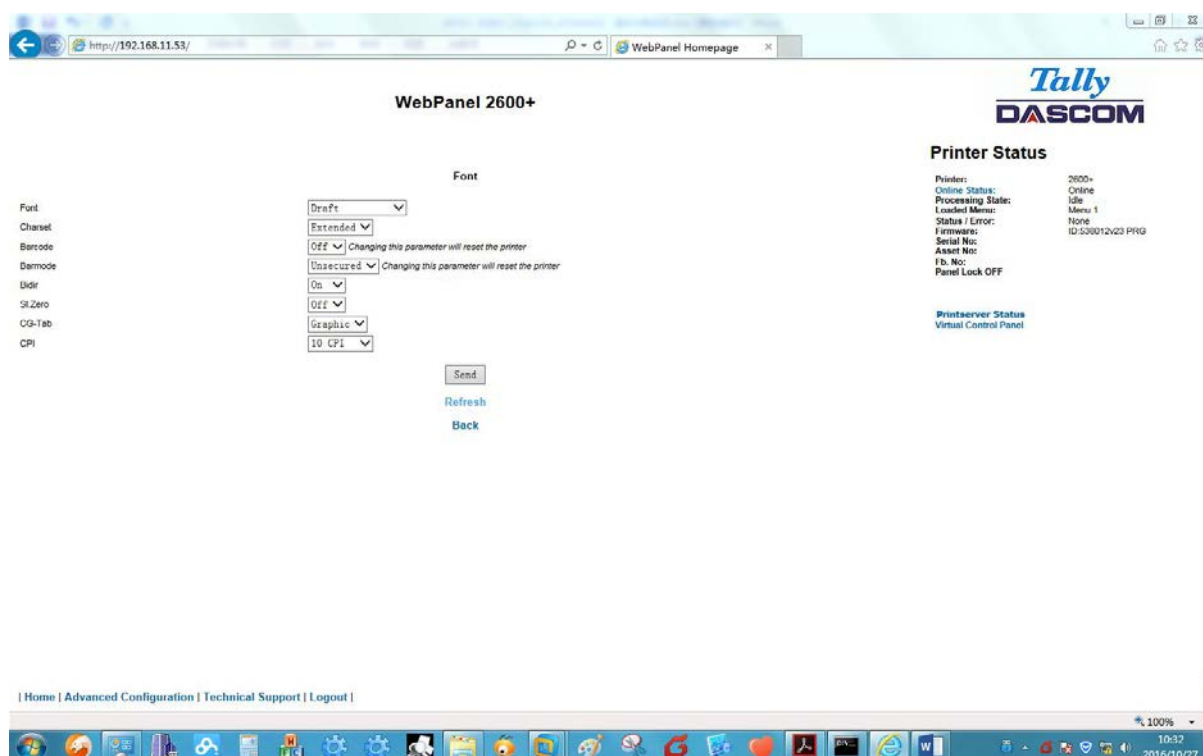 http://192.168.11.53/
WebPanel Homepage
WebPanel 2600+
Tally
DASCOM
Printer Status
Printer: 2600+
Online Status: Online
Processing State: Idle
Loaded Menu: Menu 1
Status / Error: None
Firmware: ID:538012v23 PRG
Serial No:
Asset No:
Fb. No:
Panel Lock OFF
Printserver Status
Virtual Control Panel
Font
Font Draft
Charset Extended
Barcode Off Changing this parameter will reset the printer
Barmode Unsecured Changing this parameter will reset the printer
Bidir On
Sl.Zero Off
CG-Tab Graphic
CPI 10 CPI
Send
Refresh
Back
| Home | Advanced Configuration | Technical Support | Logout |
100%
10:32
2016/10/27